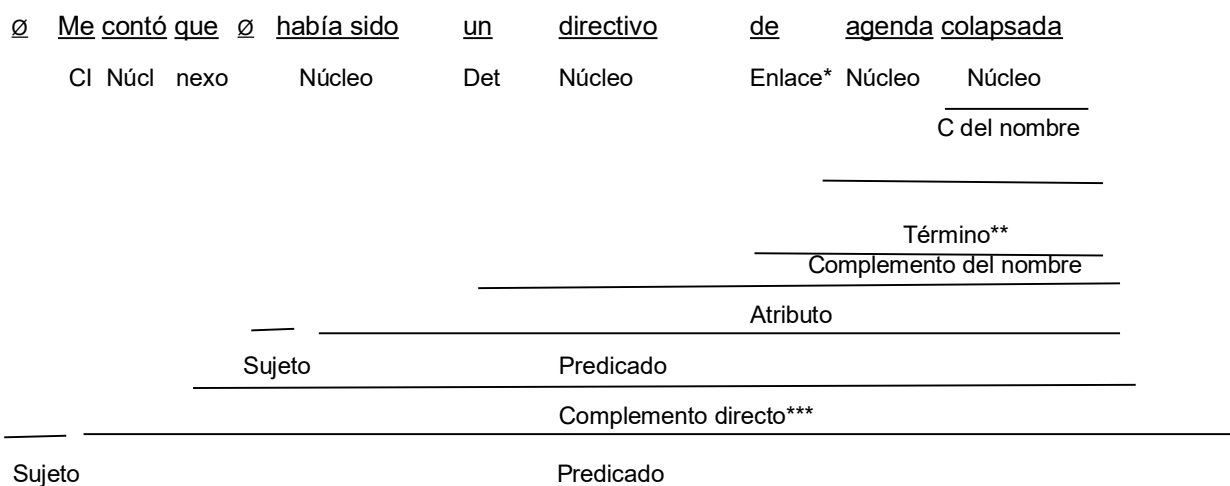 Ø Me contó que Ø había sido un directivo de agenda colapsada
CI Núcl nexo Núcleo Det Núcleo Enlace* Núcleo Núcleo
C del nombre
Término**
Complemento del nombre
Atributo
Sujeto Predicado
Complemento directo***
Sujeto Predicado